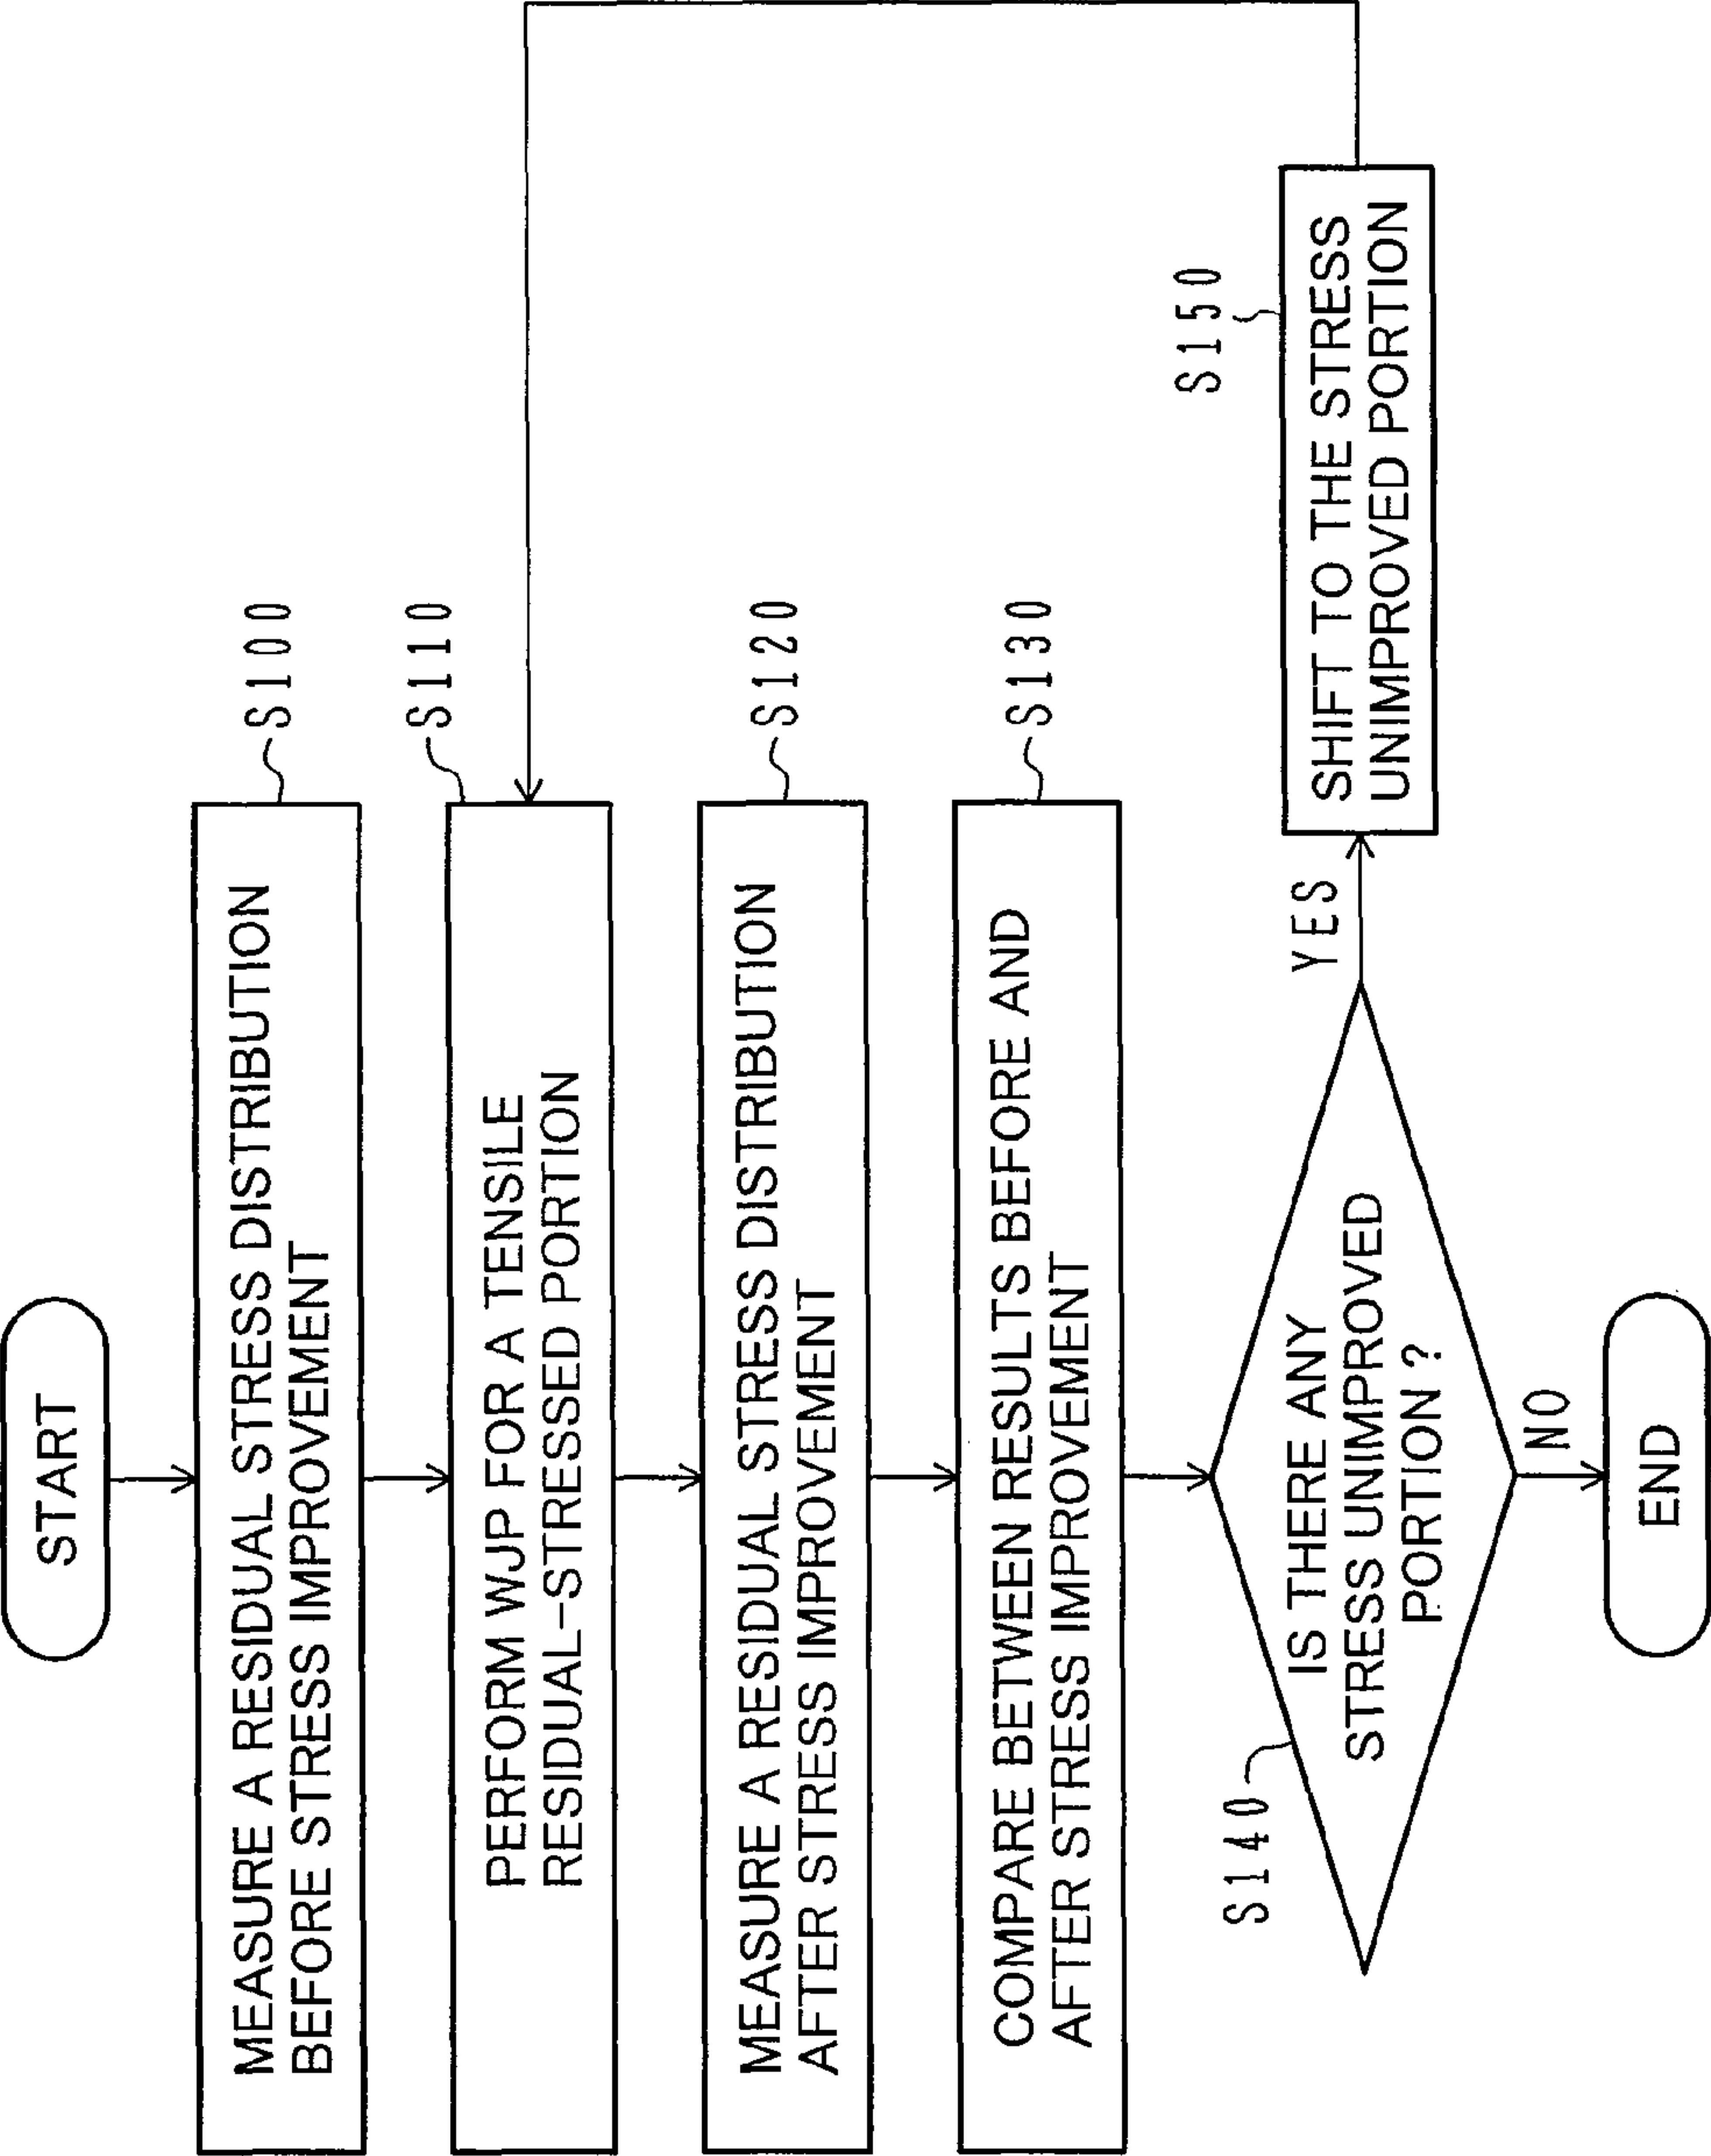 START
S100
MEASURE A RESIDUAL STRESS DISTRIBUTION
BEFORE STRESS IMPROVEMENT
S110
PERFORM WJP FOR A TENSILE
RESIDUAL-STRESSED PORTION
S120
MEASURE A RESIDUAL STRESS DISTRIBUTION
AFTER STRESS IMPROVEMENT
S130
COMPARE BETWEEN RESULTS BEFORE AND
AFTER STRESS IMPROVEMENT
S140
IS THERE ANY
STRESS UNIMPROVED
PORTION ?
YES
S150
SHIFT TO THE STRESS
UNIMPROVED PORTION
NO
END